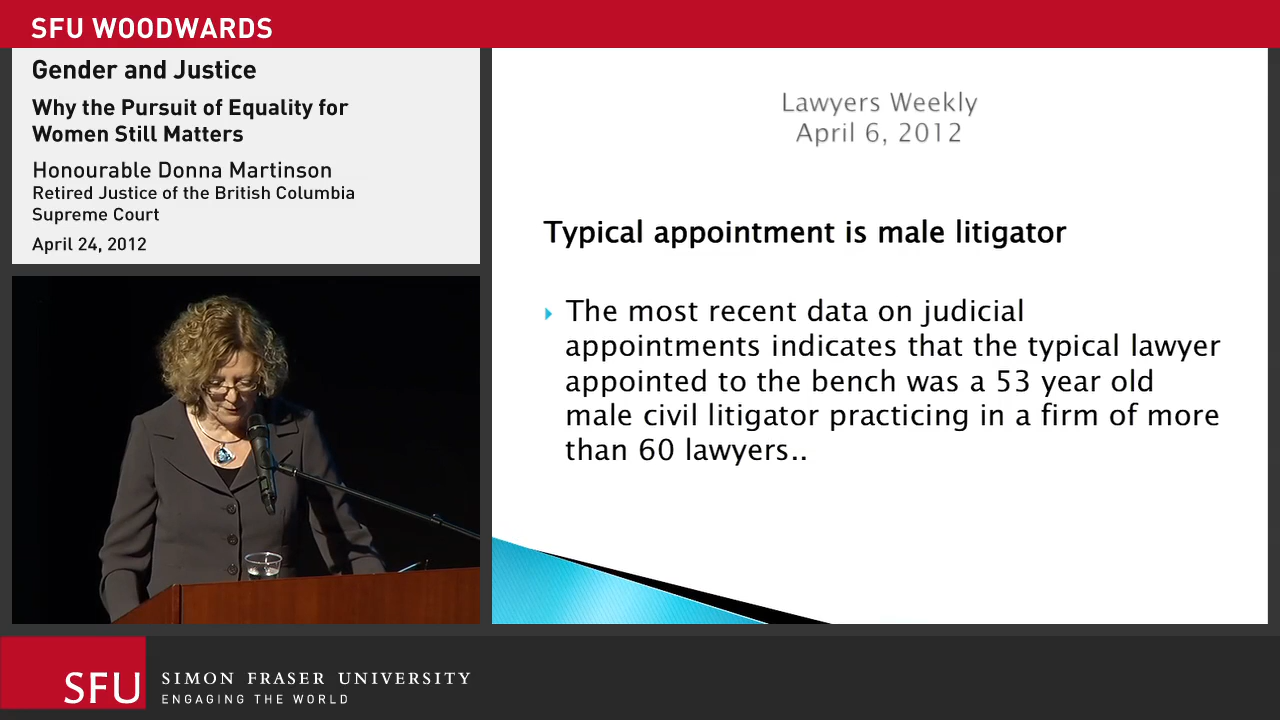 SFU WOODWARDS
Gender and Justice
Why the Pursuit of Equality for
Women Still Matters
Honourable Donna Martinson
Retired Justice of the British Columbia
Supreme Court
April 24, 2012
Lawyers Weekly
April 6, 2012
Typical appointment is male litigator
The most recent data on judicial
appointments indicates that the typical lawyer
appointed to the bench was a 53 year old
male civil litigator practicing in a firm of more
than 60 lawyers..
SFU
SIMON FRASER UNIVERSITY
ENGAGING THE WORLD